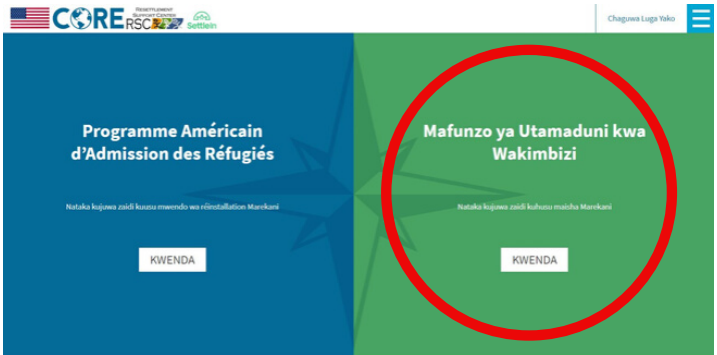 CORE
RESETTLEMENT
SUPPORT CENTER
RSC
SettleIn
Chaguwa Luga Yako
Programme Américain
d’Admission des Réfugiés
Nataka kujuwa zaidi kuusu mwendo wa réinstallation Marekani
KWENDA
Mafunzo ya Utamaduni kwa
Wakimbizi
Nataka kujuwa zaidi kuhusu maisha Marekani
KWENDA